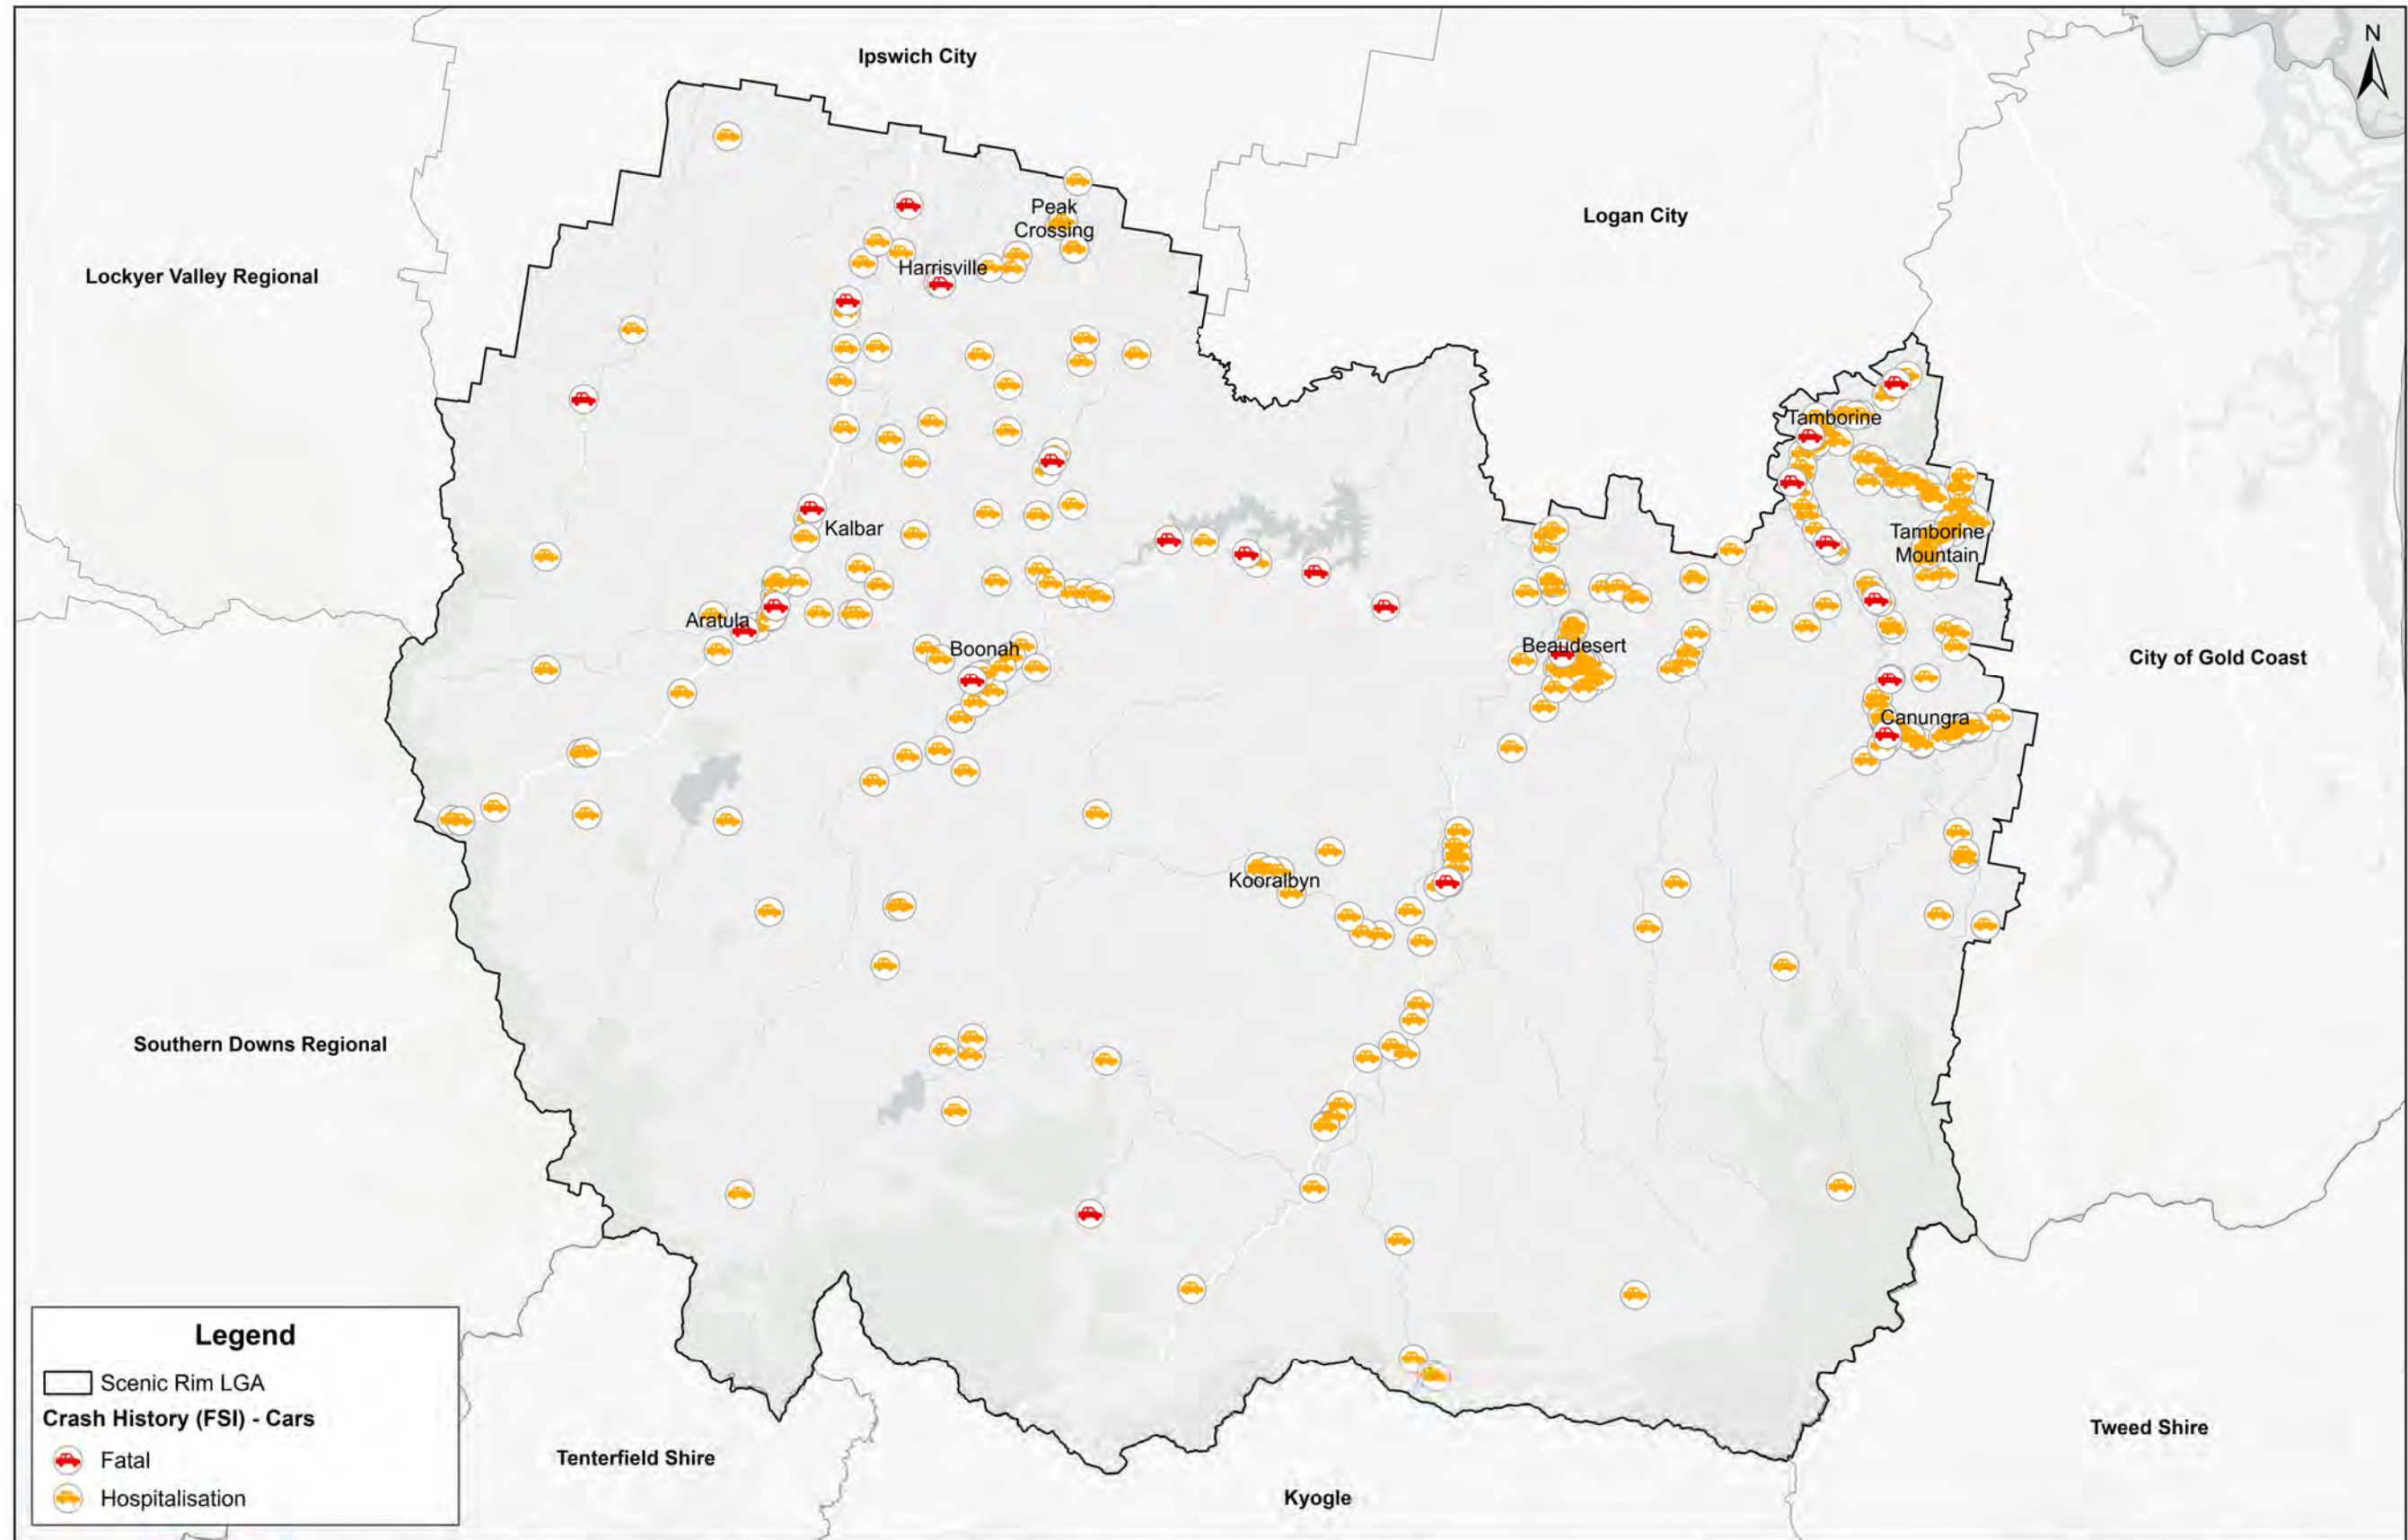 N
Ipswich City
Peak
Crossing
Logan City
Harrisville
Lockyer Valley Regional
Tamborine
Kalbar
Tamborine
Mountain
Aratula
Boonah
Beaudesert
City of Gold Coast
Canungra
Kooralbyn
Southern Downs Regional
Legend
Scenic Rim LGA
Crash History (FSI) - Cars
Fatal
Hospitalisation
Tenterfield Shire
Kyogle
Tweed Shire